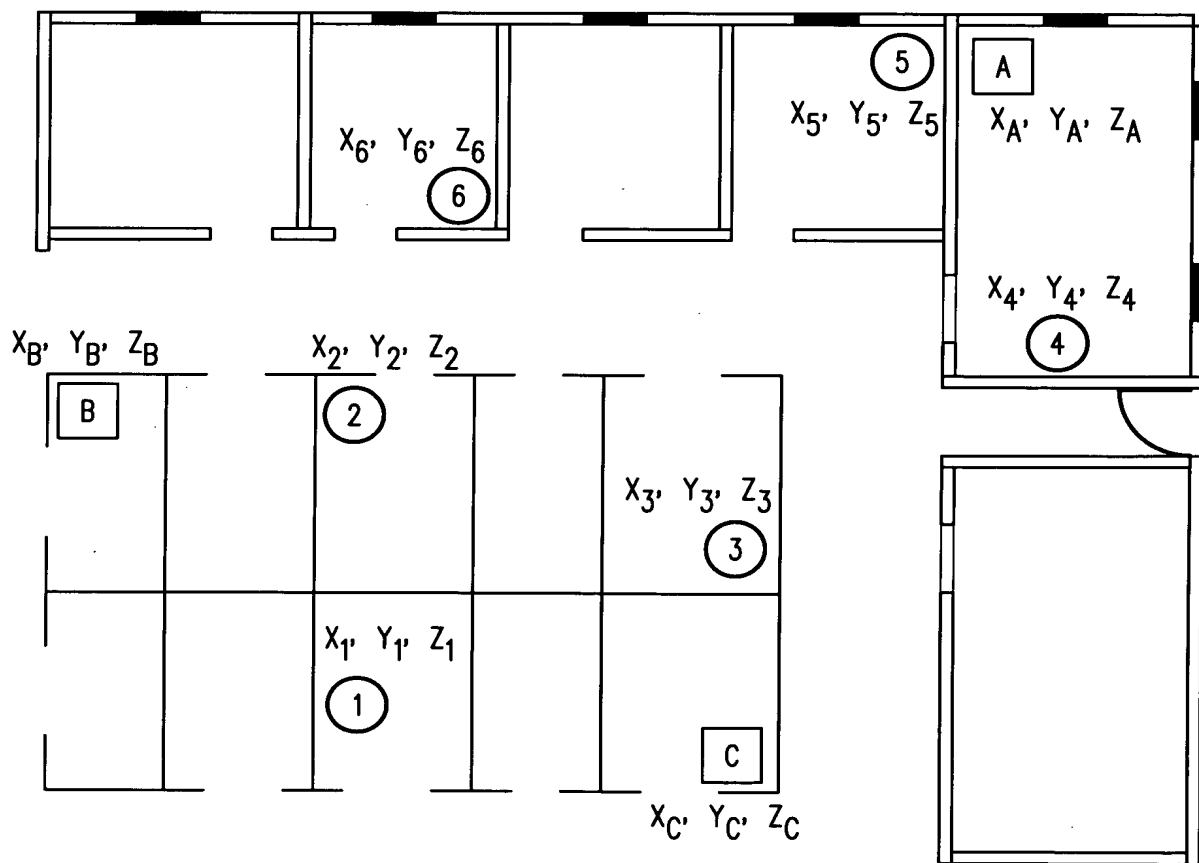 5
A
X5, Y5, Z5
XA, YA, ZA
X6, Y6, Z6
6
X4, Y4, Z4
4
XB, YB, ZB
X2, Y2, Z2
B
2
X3, Y3, Z3
3
X1, Y1, Z1
1
C
XC, YC, ZC